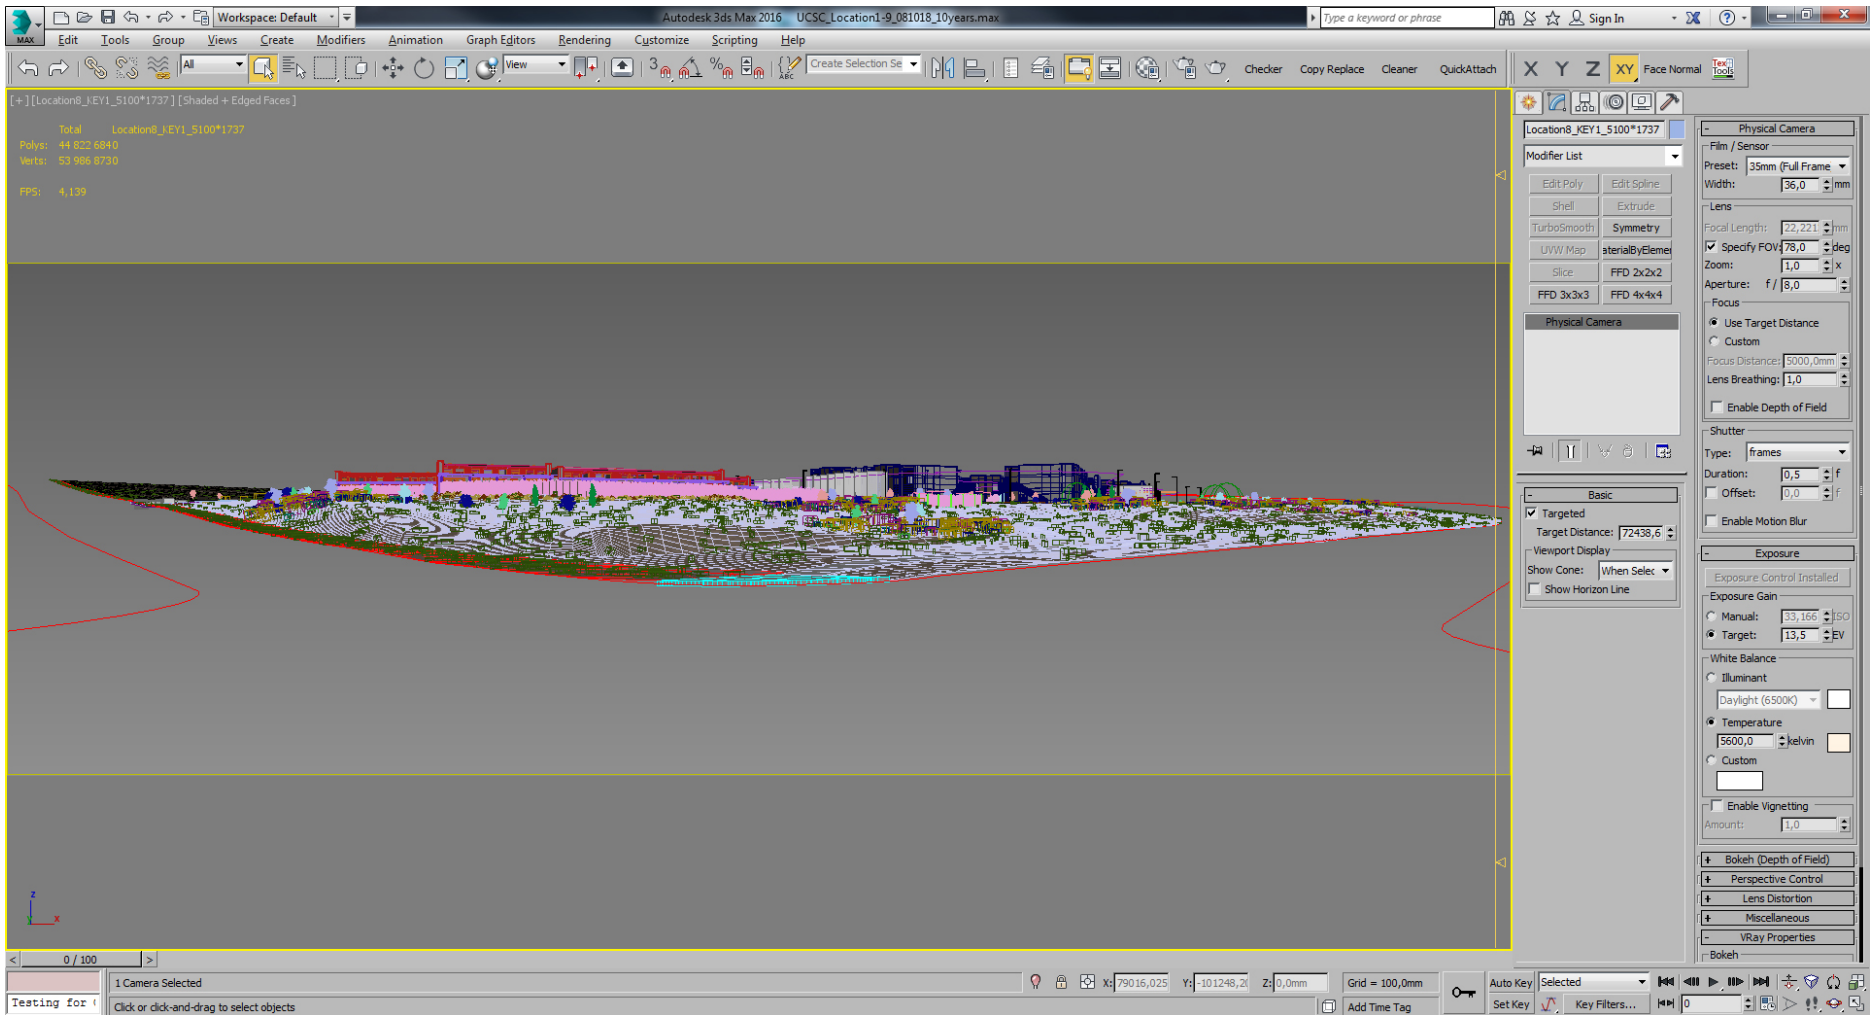 Workspace: Default
Autodesk 3ds Max 2016 UCSC_Location1-9_081018_10years.max
Type a keyword or phrase
Sign In
MAX
Edit Tools Group Views Create Modifiers Animation Graph Editors Rendering Customize Scripting Help
All View Create Selection Se Checker Copy Replace Cleaner QuickAttach X Y Z XY Face Normal Tex Tools
[+][Location8_KEY1_5100*1737][Shaded + Edged Faces]
Total Location8_KEY1_5100*1737
Polys: 44 822 6840
Verts: 53 986 8730
FPS: 4,139
Location8_KEY1_5100*1737
Modifier List
Edit Poly Edit Spline
Shell Extrude
TurboSmooth Symmetry
UVW Map aterialByElemer
Slice FFD 2x2x2
FFD 3x3x3 FFD 4x4x4
Physical Camera
- Basic
Targeted
Target Distance: 72438,6
Viewport Display
Show Cone: When Selec
Show Horizon Line
- Physical Camera
Film / Sensor
Preset: 35mm (Full Frame
Width: 36,0 mm
Lens
Focal Length: 22,221 mm
Specify FOV: 78,0 deg
Zoom: 1,0 x
Aperture: f / 8,0
Focus
Use Target Distance
Custom
Focus Distance: 5000,0mm
Lens Breathing: 1,0
Enable Depth of Field
Shutter
Type: frames
Duration: 0,5 f
Offset: 0,0 f
Enable Motion Blur
- Exposure
Exposure Control Installed
Exposure Gain
Manual: 33,166 ISO
Target: 13,5 EV
White Balance
Illuminant
Daylight (6500K)
Temperature
5600,0 kelvin
Custom
Enable Vignetting
Amount: 1,0
+ Bokeh (Depth of Field)
+ Perspective Control
+ Lens Distortion
+ Miscellaneous
- VRay Properties
Bokeh
z
x
< 0 / 100 >
1 Camera Selected
X: 79016,025 Y: -101248,20 Z: 0,0mm Grid = 100,0mm
Auto Key Selected
Testing for
Click or click-and-drag to select objects
Add Time Tag
Set Key Key Filters... 0